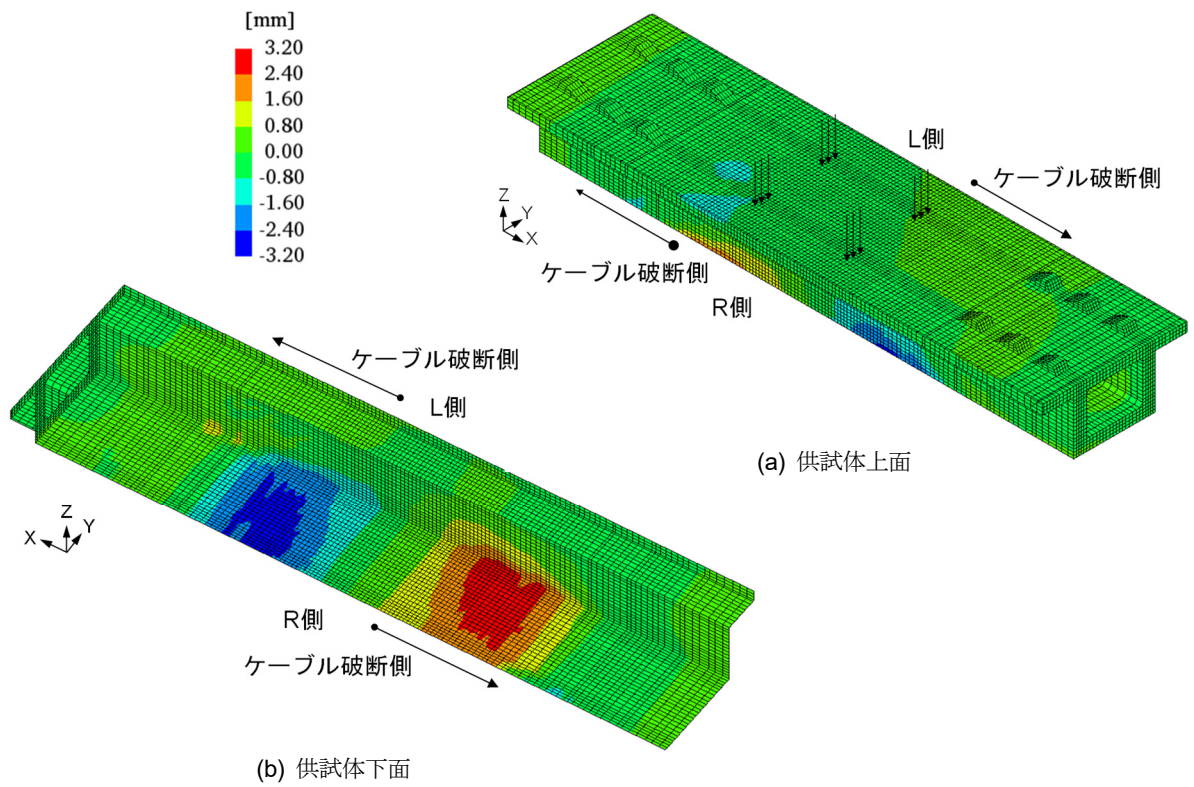 [mm]
3.20
2.40
1.60
0.80
0.00
-0.80
-1.60
-2.40
-3.20
L側
ケーブル破断側
Z
Y
X
ケーブル破断側
R側
(a) 供試体上面
ケーブル破断側
L側
Z
X
Y
R側
ケーブル破断側
(b) 供試体下面